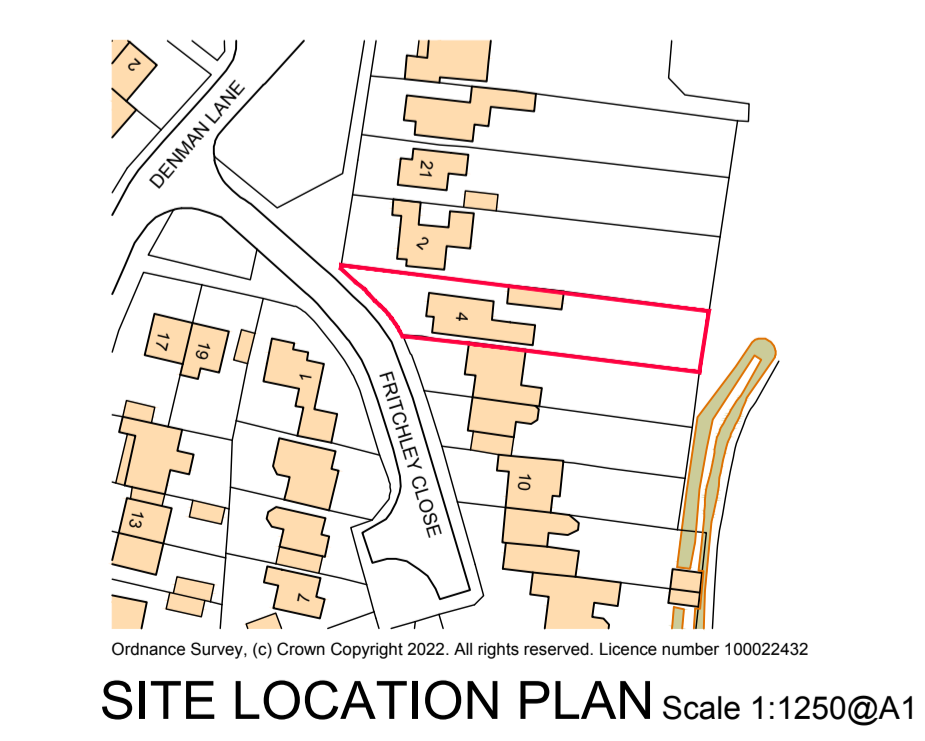 2
DENMAN LANE
21
2
4
17
19
1
FRITCHLEY CLOSE
10
13
7
Ordnance Survey, (c) Crown Copyright 2022. All rights reserved. Licence number 100022432
SITE LOCATION PLAN Scale 1:1250@A1